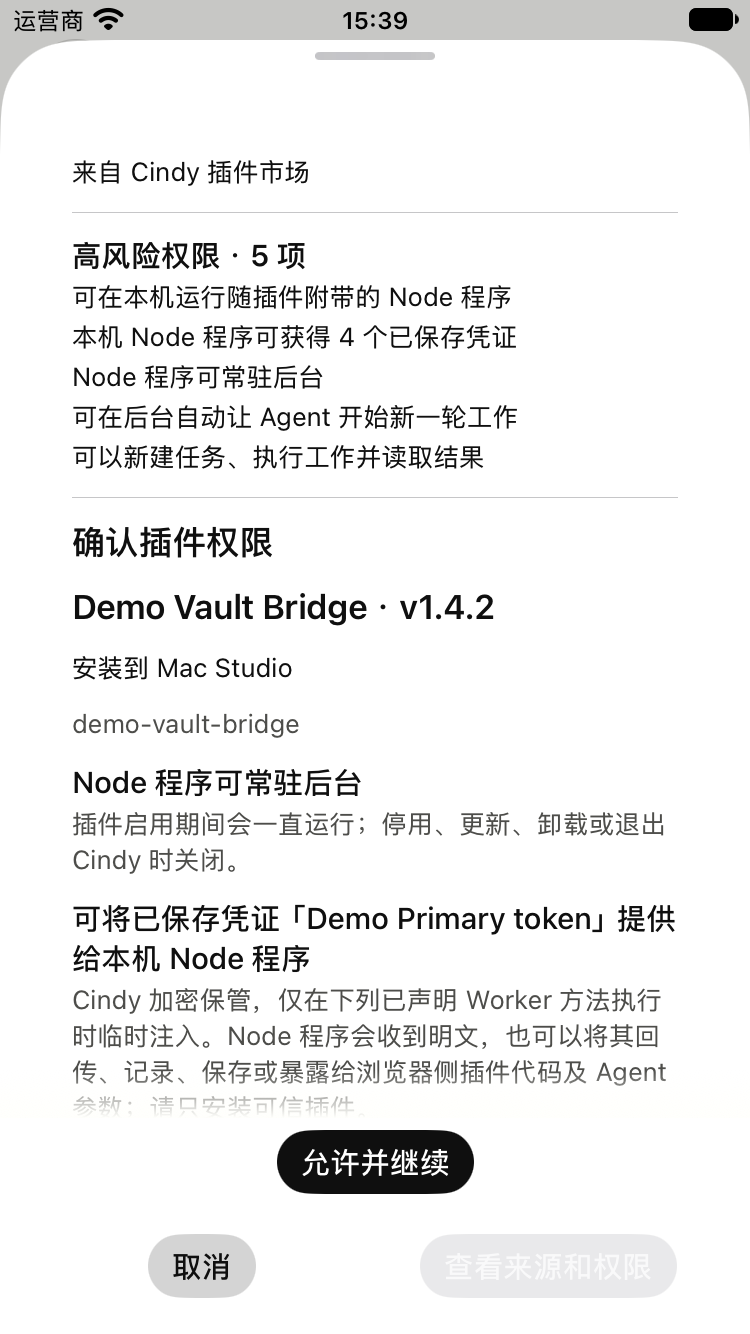 运营商
15:39
来自 Cindy 插件市场
高风险权限 · 5 项
可在本机运行随插件附带的 Node 程序
本机 Node 程序可获得 4 个已保存凭证
Node 程序可常驻后台
可在后台自动让 Agent 开始新一轮工作
可以新建任务、执行工作并读取结果
确认插件权限
Demo Vault Bridge · v1.4.2
安装到 Mac Studio
demo-vault-bridge
Node 程序可常驻后台
插件启用期间会一直运行；停用、更新、卸载或退出
Cindy 时关闭。
可将已保存凭证「Demo Primary token」提供
给本机 Node 程序
Cindy 加密保管，仅在下列已声明 Worker 方法执行
时临时注入。Node 程序会收到明文，也可以将其回
传、记录、保存或暴露给浏览器侧插件代码及 Agent
参数；请只安装可信插件。
允许并继续
取消
查看来源和权限